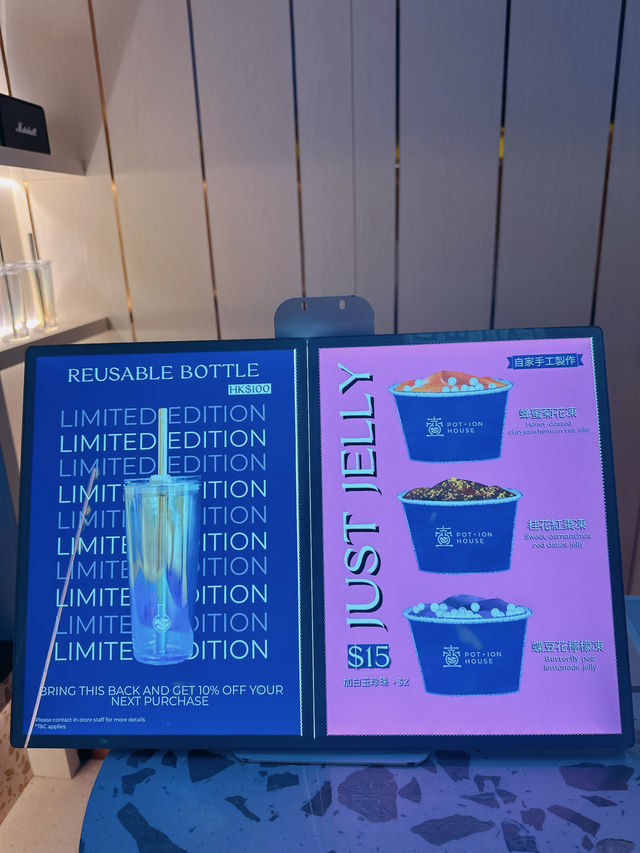 Marshall
REUSABLE BOTTLE
HK$100
LIMITED EDITION
LIMITED EDITION
LIMITED EDITION
LIMITED EDITION
LIMITED EDITION
LIMITED EDITION
LIMITED EDITION
LIMITED EDITION
LIMITED EDITION
LIMITED EDITION
BRING THIS BACK AND GET 10% OFF YOUR
NEXT PURCHASE
Please contact in-store staff for more details
*T&C applies
JUST JELLY
$15
加白玉珍珠 +$2
自家手工製作
POT·ION
HOUSE
蜂蜜菊花凍
Honey-coated
chrysanthemum tea jelly
POT·ION
HOUSE
桂花紅棗凍
Sweet osmanthus
red dates jelly
POT·ION
HOUSE
蝶豆花檸檬凍
Butterfly pea
lemonade jelly